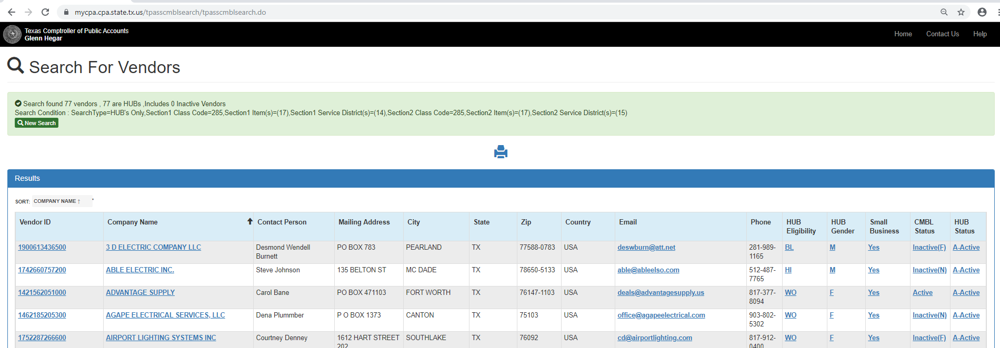 mycpa.cpa.state.tx.us/tpasscmblsearch/tpasscmblsearch.do
Texas Comptroller of Public Accounts
Glenn Hegar
Home Contact Us Help
Search For Vendors
Search found 77 vendors , 77 are HUBs ,Includes 0 Inactive Vendors
Search Condition : SearchType=HUB's Only,Section1 Class Code=285,Section1 Item(s)=(17),Section1 Service District(s)=(14),Section2 Class Code=285,Section2 Item(s)=(17),Section2 Service District(s)=(15)
New Search
Results
SORT: COMPANY NAME ↑
Vendor ID Company Name Contact Person Mailing Address City State Zip Country Email Phone HUB Eligibility HUB Gender Small Business CMBL Status HUB Status
1900613436500 3 D ELECTRIC COMPANY LLC Desmond Wendell PO BOX 783 PEARLAND TX 77588-0783 USA deswburn@att.net 281-989- BL M Yes Inactive(F) A-Active
Burnett 1165
1742660757200 ABLE ELECTRIC INC. Steve Johnson 135 BELTON ST MC DADE TX 78650-5133 USA able@ableelso.com 512-487- HI M Yes Inactive(N) A-Active
7765
1421562051000 ADVANTAGE SUPPLY Carol Bane PO BOX 471103 FORT WORTH TX 76147-1103 USA deals@advantagesupply.us 817-377- WO F Yes Active A-Active
8094
1462185205300 AGAPE ELECTRICAL SERVICES, LLC Dena Plummber P O BOX 1373 CANTON TX 75103 USA office@agapeelectrical.com 903-802- WO F Yes Inactive(N) A-Active
5302
1752287266600 AIRPORT LIGHTING SYSTEMS INC Courtney Denney 1612 HART STREET SOUTHLAKE TX 76092 USA cd@airportlighting.com 817-912- WO F Yes Inactive(F) A-Active
202 0400